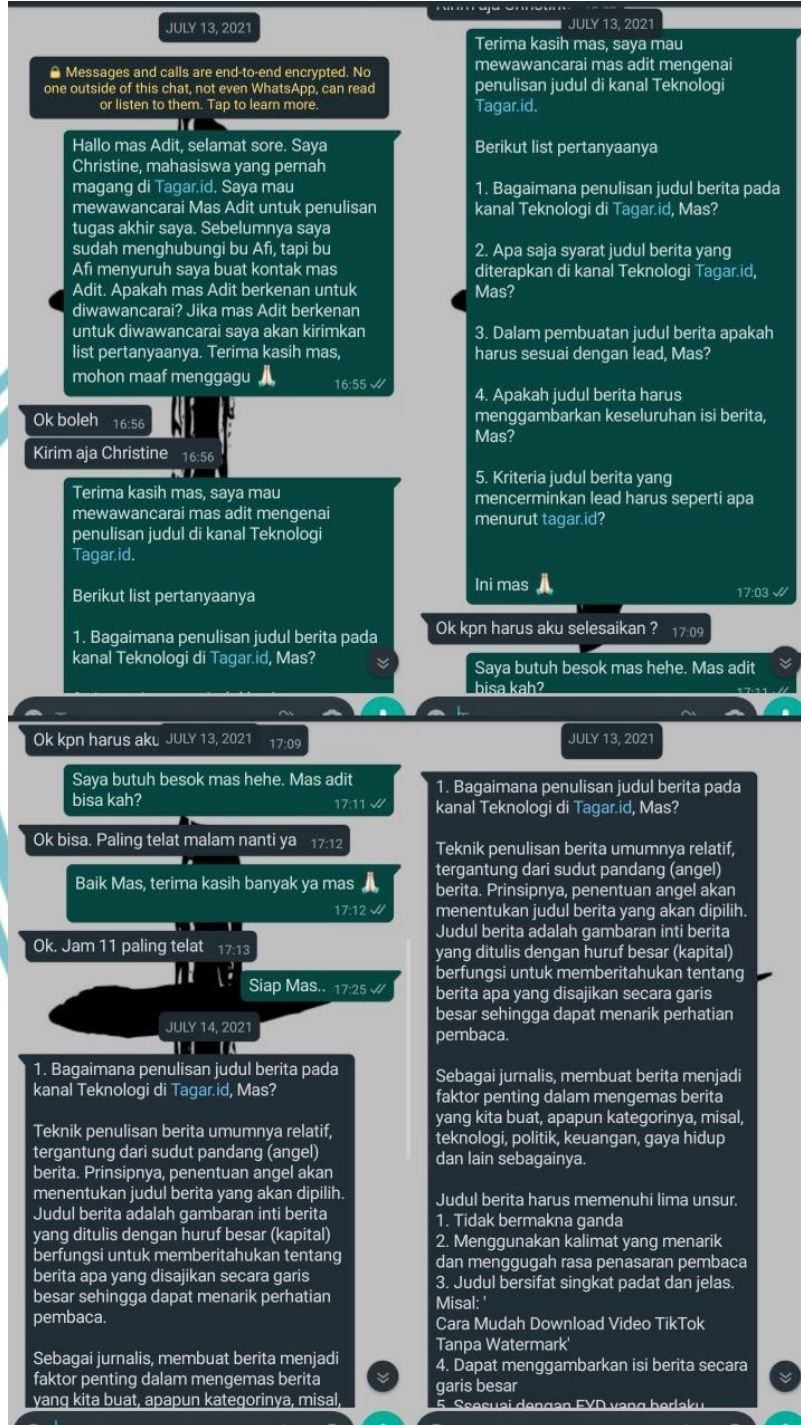 JULY 13, 2021
Messages and calls are end-to-end encrypted. No
one outside of this chat, not even WhatsApp, can read
or listen to them. Tap to learn more.
Hallo mas Adit, selamat sore. Saya
Christine, mahasiswa yang pernah
magang di Tagar.id. Saya mau
mewawancarai Mas Adit untuk penulisan
tugas akhir saya. Sebelumnya saya
sudah menghubungi bu Afi, tapi bu
Afi menyuruh saya buat kontak mas
Adit. Apakah mas Adit berkenan untuk
diwawancarai? Jika mas Adit berkenan
untuk diwawancarai saya akan kirimkan
list pertanyaanya. Terima kasih mas,
mohon maaf menggagu 🙏🏻
16:55
Ok boleh 16:56
Kirim aja Christine 16:56
Terima kasih mas, saya mau
mewawancarai mas adit mengenai
penulisan judul di kanal Teknologi
Tagar.id.
Berikut list pertanyaanya
1. Bagaimana penulisan judul berita pada
kanal Teknologi di Tagar.id, Mas?
JULY 13, 2021
Terima kasih mas, saya mau
mewawancarai mas adit mengenai
penulisan judul di kanal Teknologi
Tagar.id.
Berikut list pertanyaanya
1. Bagaimana penulisan judul berita pada
kanal Teknologi di Tagar.id, Mas?
2. Apa saja syarat judul berita yang
diterapkan di kanal Teknologi Tagar.id,
Mas?
3. Dalam pembuatan judul berita apakah
harus sesuai dengan lead, Mas?
4. Apakah judul berita harus
menggambarkan keseluruhan isi berita,
Mas?
5. Kriteria judul berita yang
mencerminkan lead harus seperti apa
menurut tagar.id?
Ini mas 🙏🏻
17:03
Ok kpn harus aku selesaikan ? 17:09
Saya butuh besok mas hehe. Mas adit
bisa kah?
17:11
Ok kpn harus aku
JULY 13, 2021
17:09
Saya butuh besok mas hehe. Mas adit
bisa kah?
17:11
Ok bisa. Paling telat malam nanti ya 17:12
Baik Mas, terima kasih banyak ya mas 🙏🏻
17:12
Ok. Jam 11 paling telat 17:13
Siap Mas.. 17:25
JULY 14, 2021
1. Bagaimana penulisan judul berita pada
kanal Teknologi di Tagar.id, Mas?
Teknik penulisan berita umumnya relatif,
tergantung dari sudut pandang (angel)
berita. Prinsipnya, penentuan angel akan
menentukan judul berita yang akan dipilih.
Judul berita adalah gambaran inti berita
yang ditulis dengan huruf besar (kapital)
berfungsi untuk memberitahukan tentang
berita apa yang disajikan secara garis
besar sehingga dapat menarik perhatian
pembaca.
Sebagai jurnalis, membuat berita menjadi
faktor penting dalam mengemas berita
yang kita buat, apapun kategorinya, misal,
JULY 13, 2021
1. Bagaimana penulisan judul berita pada
kanal Teknologi di Tagar.id, Mas?
Teknik penulisan berita umumnya relatif,
tergantung dari sudut pandang (angel)
berita. Prinsipnya, penentuan angel akan
menentukan judul berita yang akan dipilih.
Judul berita adalah gambaran inti berita
yang ditulis dengan huruf besar (kapital)
berfungsi untuk memberitahukan tentang
berita apa yang disajikan secara garis
besar sehingga dapat menarik perhatian
pembaca.
Sebagai jurnalis, membuat berita menjadi
faktor penting dalam mengemas berita
yang kita buat, apapun kategorinya, misal,
teknologi, politik, keuangan, gaya hidup
dan lain sebagainya.
Judul berita harus memenuhi lima unsur.
1. Tidak bermakna ganda
2. Menggunakan kalimat yang menarik
dan menggugah rasa penasaran pembaca
3. Judul bersifat singkat padat dan jelas.
Misal: '
Cara Mudah Download Video TikTok
Tanpa Watermark'
4. Dapat menggambarkan isi berita secara
garis besar
5. Ssesuai dengan EYD yang berlaku